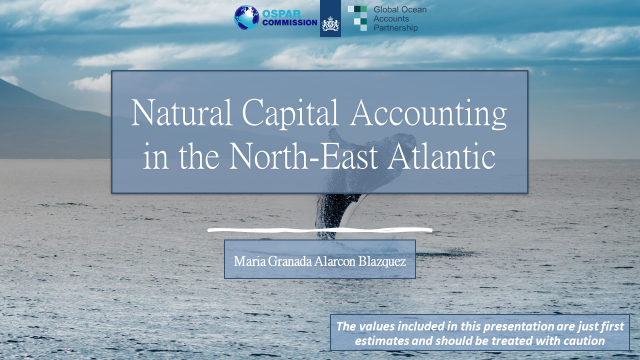 OSPAR
COMMISSION
Global Ocean
Accounts
Partnership
Natural Capital Accounting
in the North-East Atlantic
María Granada Alarcon Blazquez
The values included in this presentation are just first
estimates and should be treated with caution